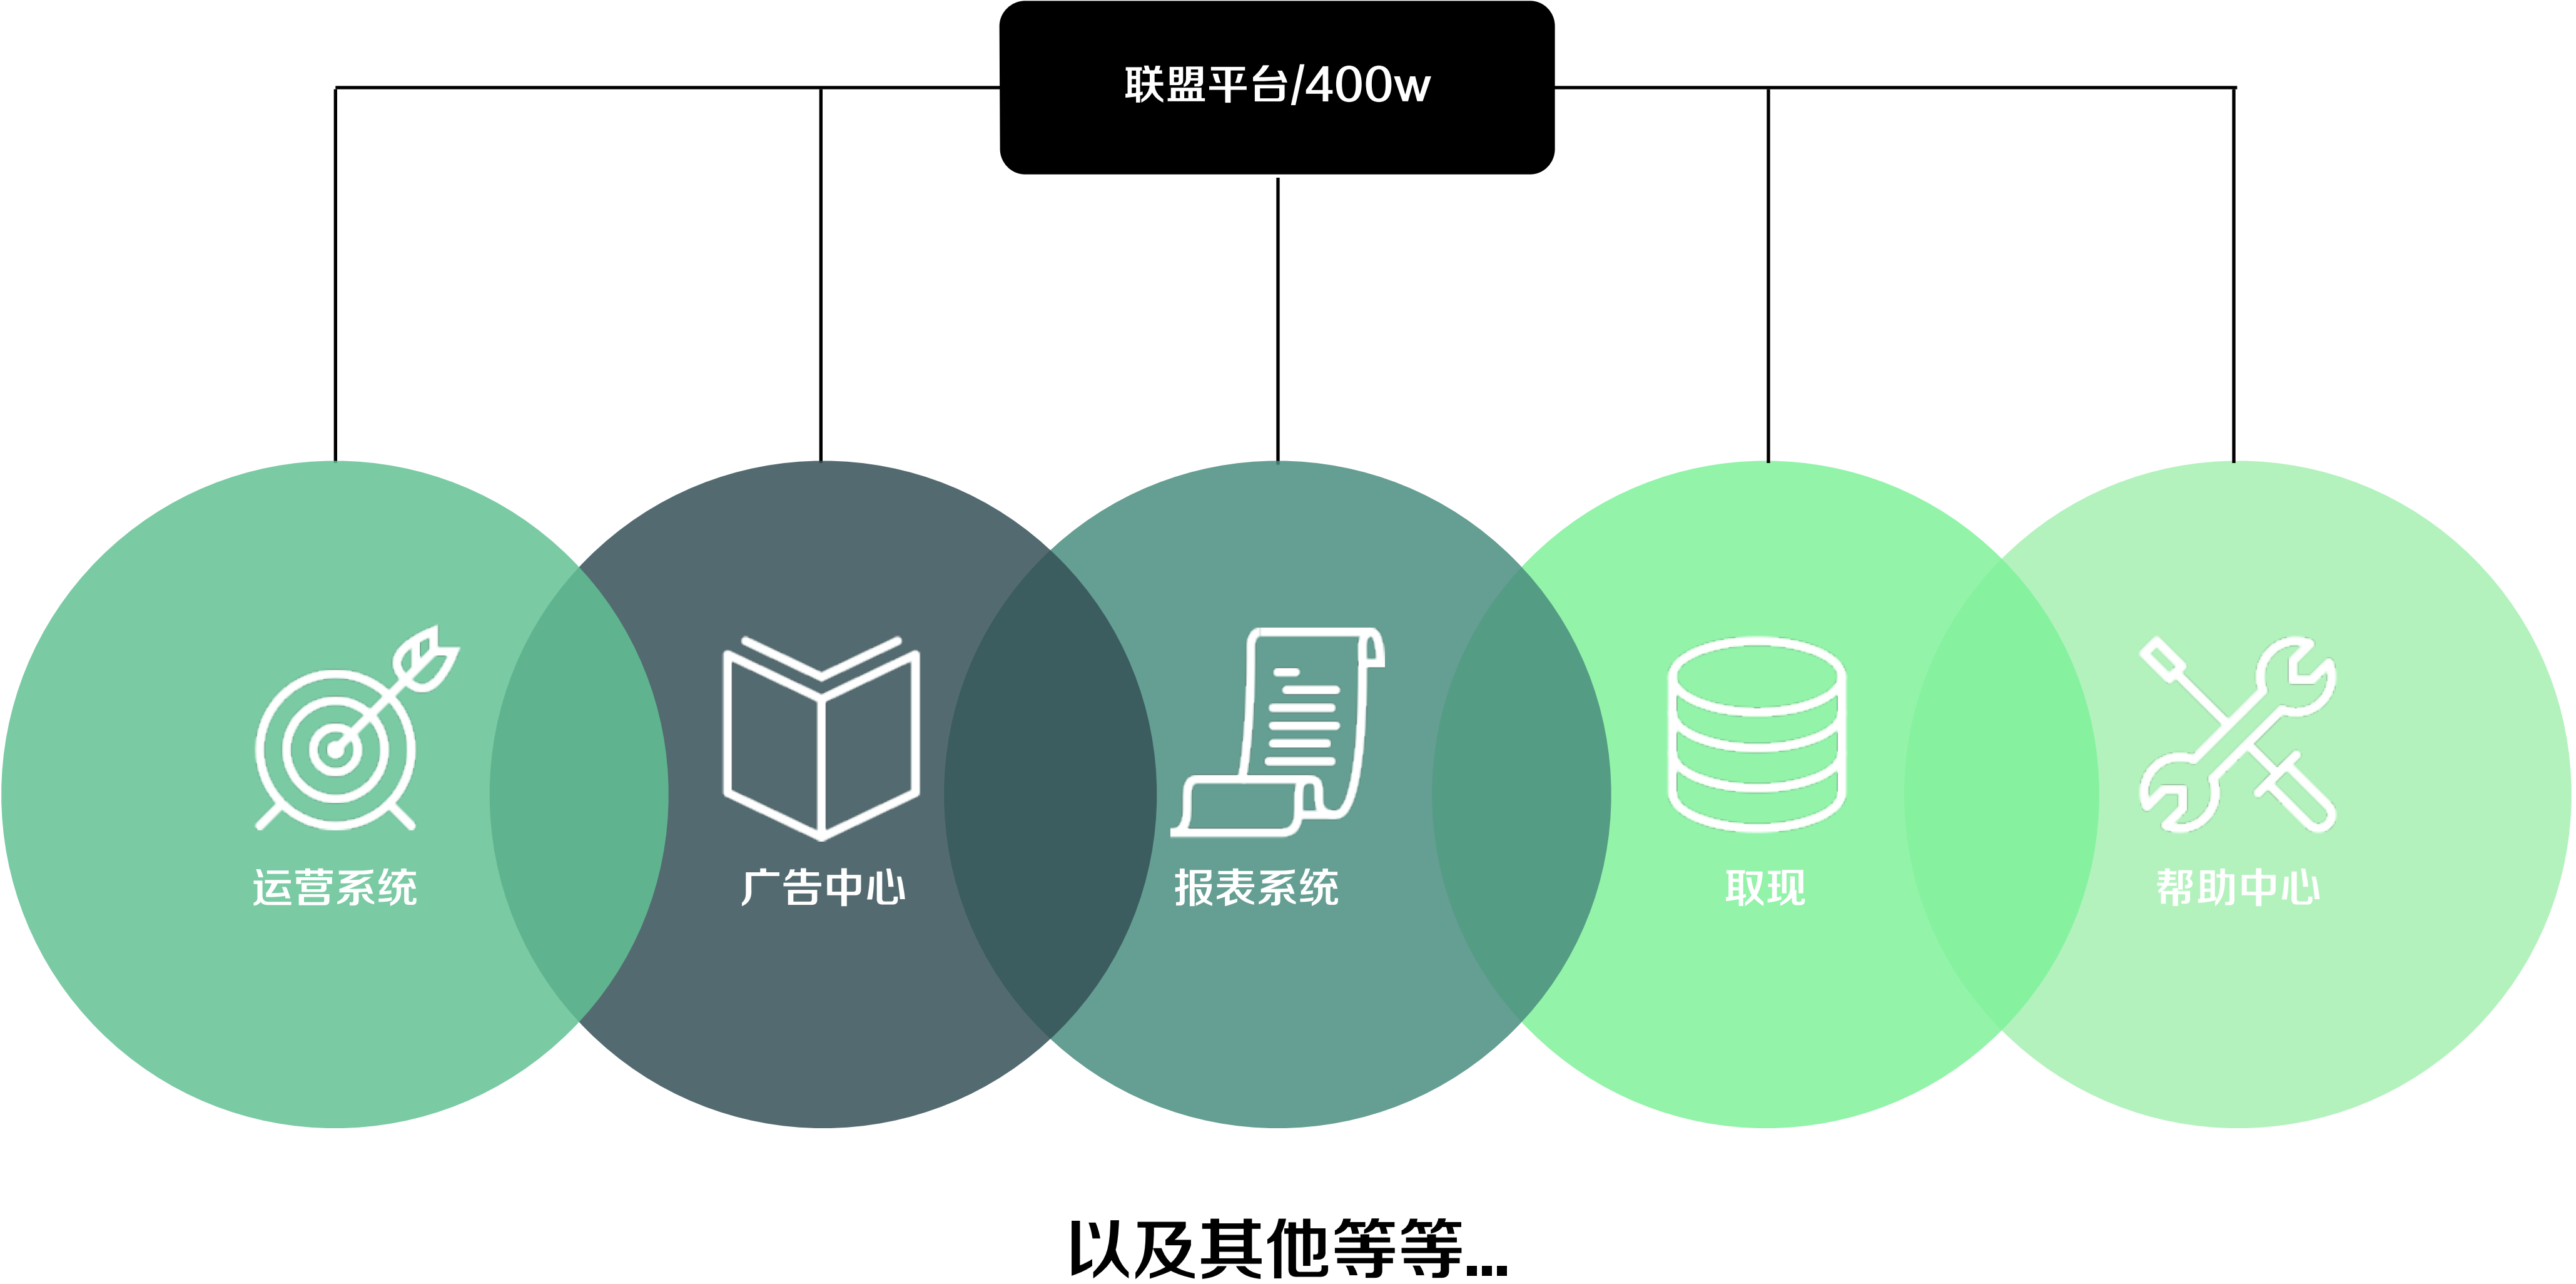 联盟平台/400w
运营系统
广告中心
报表系统
取现
帮助中心
以及其他等等...